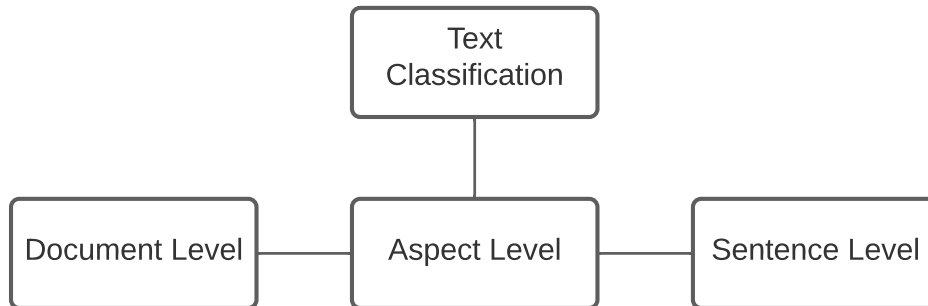 Text
Classification
Document Level
Aspect Level
Sentence Level